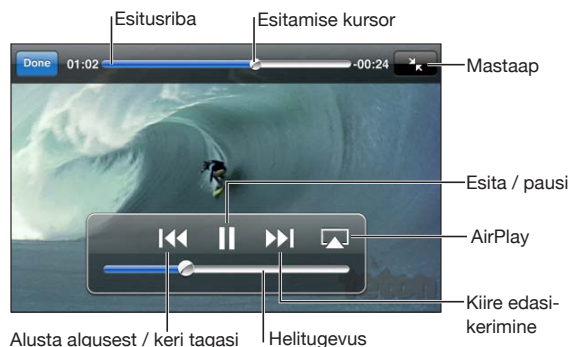 Esitusriba
Esitamise kursor
Done
01:02
-00:24
Mastaap
Esita / pausi
AirPlay
Kiire edasi-
kerimine
Alusta algusest / keri tagasi
Helitugevus